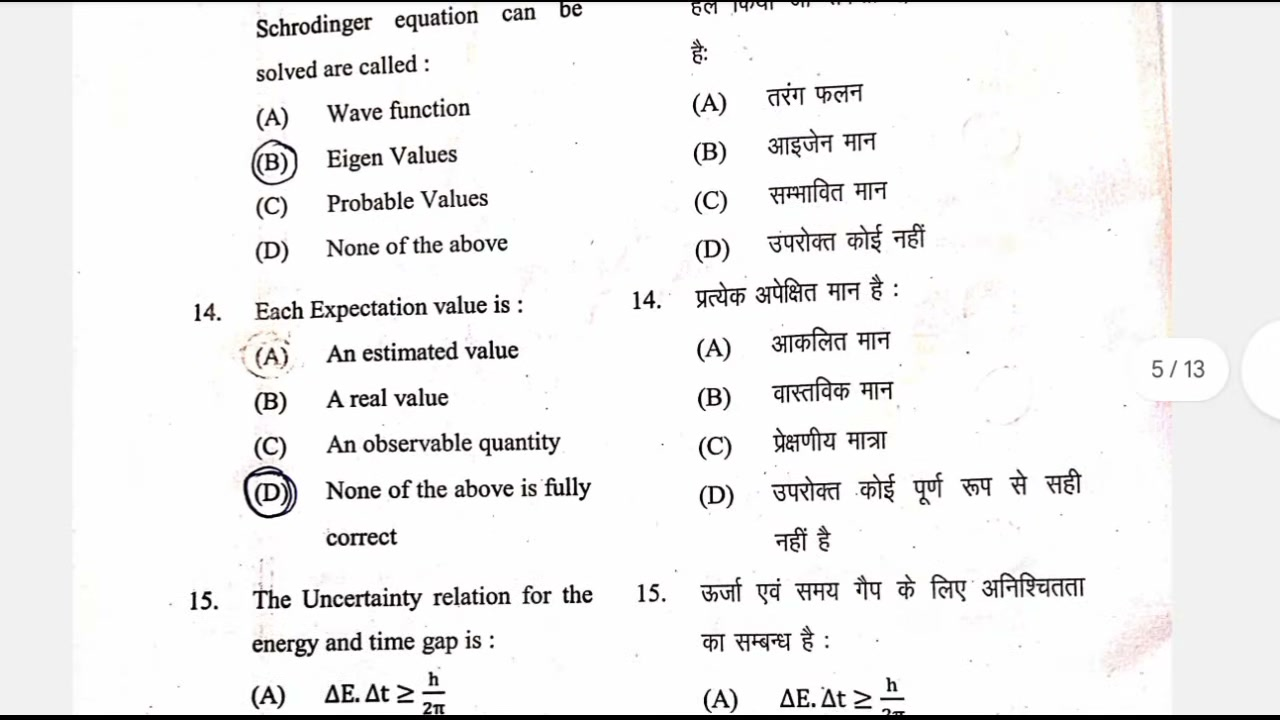 Schrodinger equation can be
solved are called :
(A) Wave function
(B) Eigen Values
(C) Probable Values
(D) None of the above
14. Each Expectation value is :
(A) An estimated value
(B) A real value
(C) An observable quantity
(D) None of the above is fully
correct
15. The Uncertainty relation for the
energy and time gap is :
(A) ΔE. Δt ≥ h/2π
है:
(A) तरंग फलन
(B) आइजेन मान
(C) सम्भावित मान
(D) उपरोक्त कोई नहीं
14. प्रत्येक अपेक्षित मान है :
(A) आकलित मान
(B) वास्तविक मान
(C) प्रेक्षणीय मात्रा
(D) उपरोक्त कोई पूर्ण रूप से सही
नहीं है
15. ऊर्जा एवं समय गैप के लिए अनिश्चितता
का सम्बन्ध है :
(A) ΔE. Δt ≥ h/2π
5 / 13